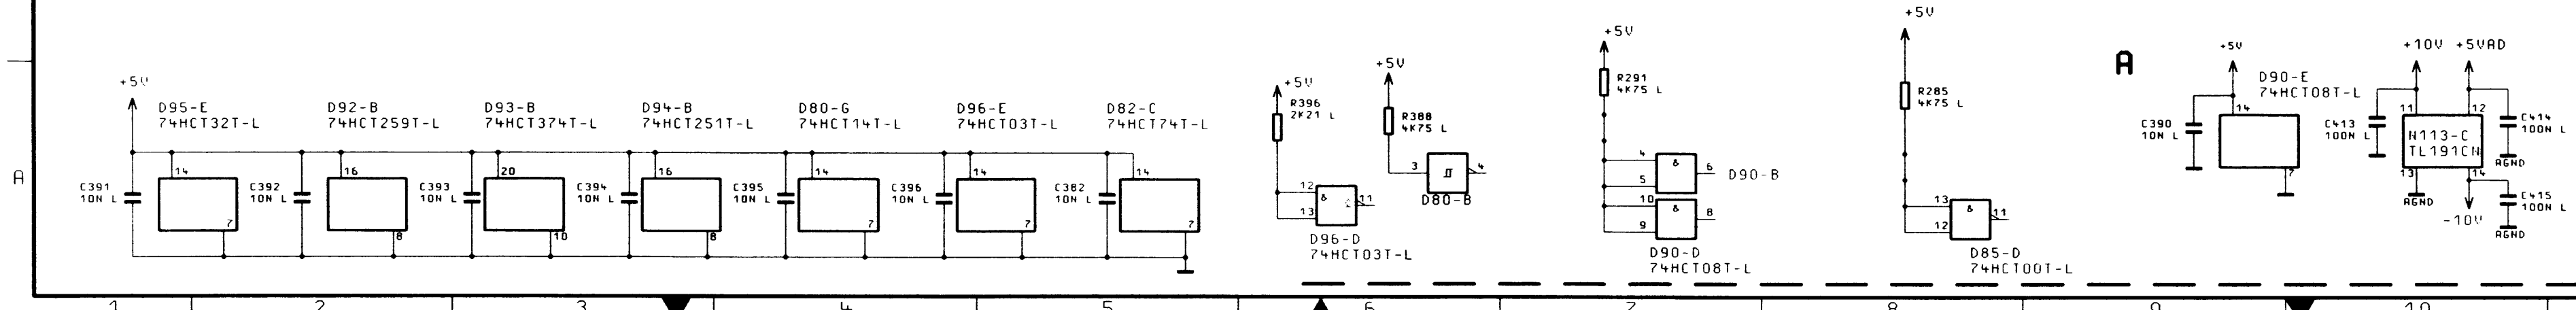 +5V
D95-E
74HCT32T-L
14
7
C391
10N L
D92-B
74HCT259T-L
16
8
C392
10N L
D93-B
74HCT374T-L
20
10
C393
10N L
D94-B
74HCT251T-L
16
8
C394
10N L
D80-G
74HCT14T-L
14
7
C395
10N L
D96-E
74HCT03T-L
14
7
C396
10N L
D82-C
74HCT74T-L
14
7
C382
10N L
+5V
R396
2K21 L
12
13
&
11
D96-D
74HCT03T-L
+5V
R388
4K75 L
3
4
D80-B
+5V
R291
4K75 L
4
5
&
6
D90-B
10
9
&
8
D90-D
74HCT08T-L
+5V
R285
4K75 L
13
12
&
11
D85-D
74HCT00T-L
A
+5V
D90-E
74HCT08T-L
14
7
C390
10N L
+10V +5VAD
11
12
C413
100N L
N113-C
TL191CN
C414
100N L
AGND
13
14
AGND
-10V
C415
100N L
AGND
A
1 2 3 4 5 6 7 8 9 10